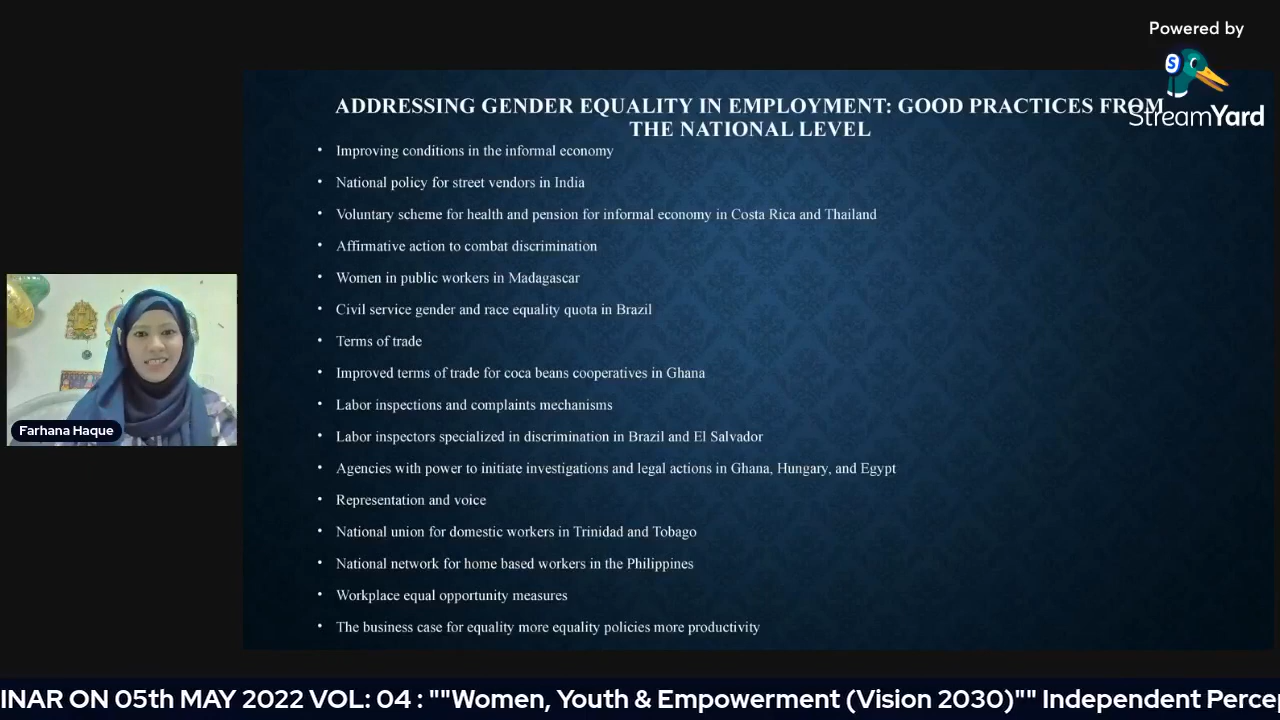 Powered by
StreamYard
ADDRESSING GENDER EQUALITY IN EMPLOYMENT: GOOD PRACTICES FROM
THE NATIONAL LEVEL
• Improving conditions in the informal economy
• National policy for street vendors in India
• Voluntary scheme for health and pension for informal economy in Costa Rica and Thailand
• Affirmative action to combat discrimination
• Women in public workers in Madagascar
• Civil service gender and race equality quota in Brazil
• Terms of trade
• Improved terms of trade for coca beans cooperatives in Ghana
• Labor inspections and complaints mechanisms
• Labor inspectors specialized in discrimination in Brazil and El Salvador
• Agencies with power to initiate investigations and legal actions in Ghana, Hungary, and Egypt
• Representation and voice
• National union for domestic workers in Trinidad and Tobago
• National network for home based workers in the Philippines
• Workplace equal opportunity measures
• The business case for equality more equality policies more productivity
Farhana Haque
INAR ON 05th MAY 2022 VOL: 04 : ""Women, Youth & Empowerment (Vision 2030)"" Independent Percep